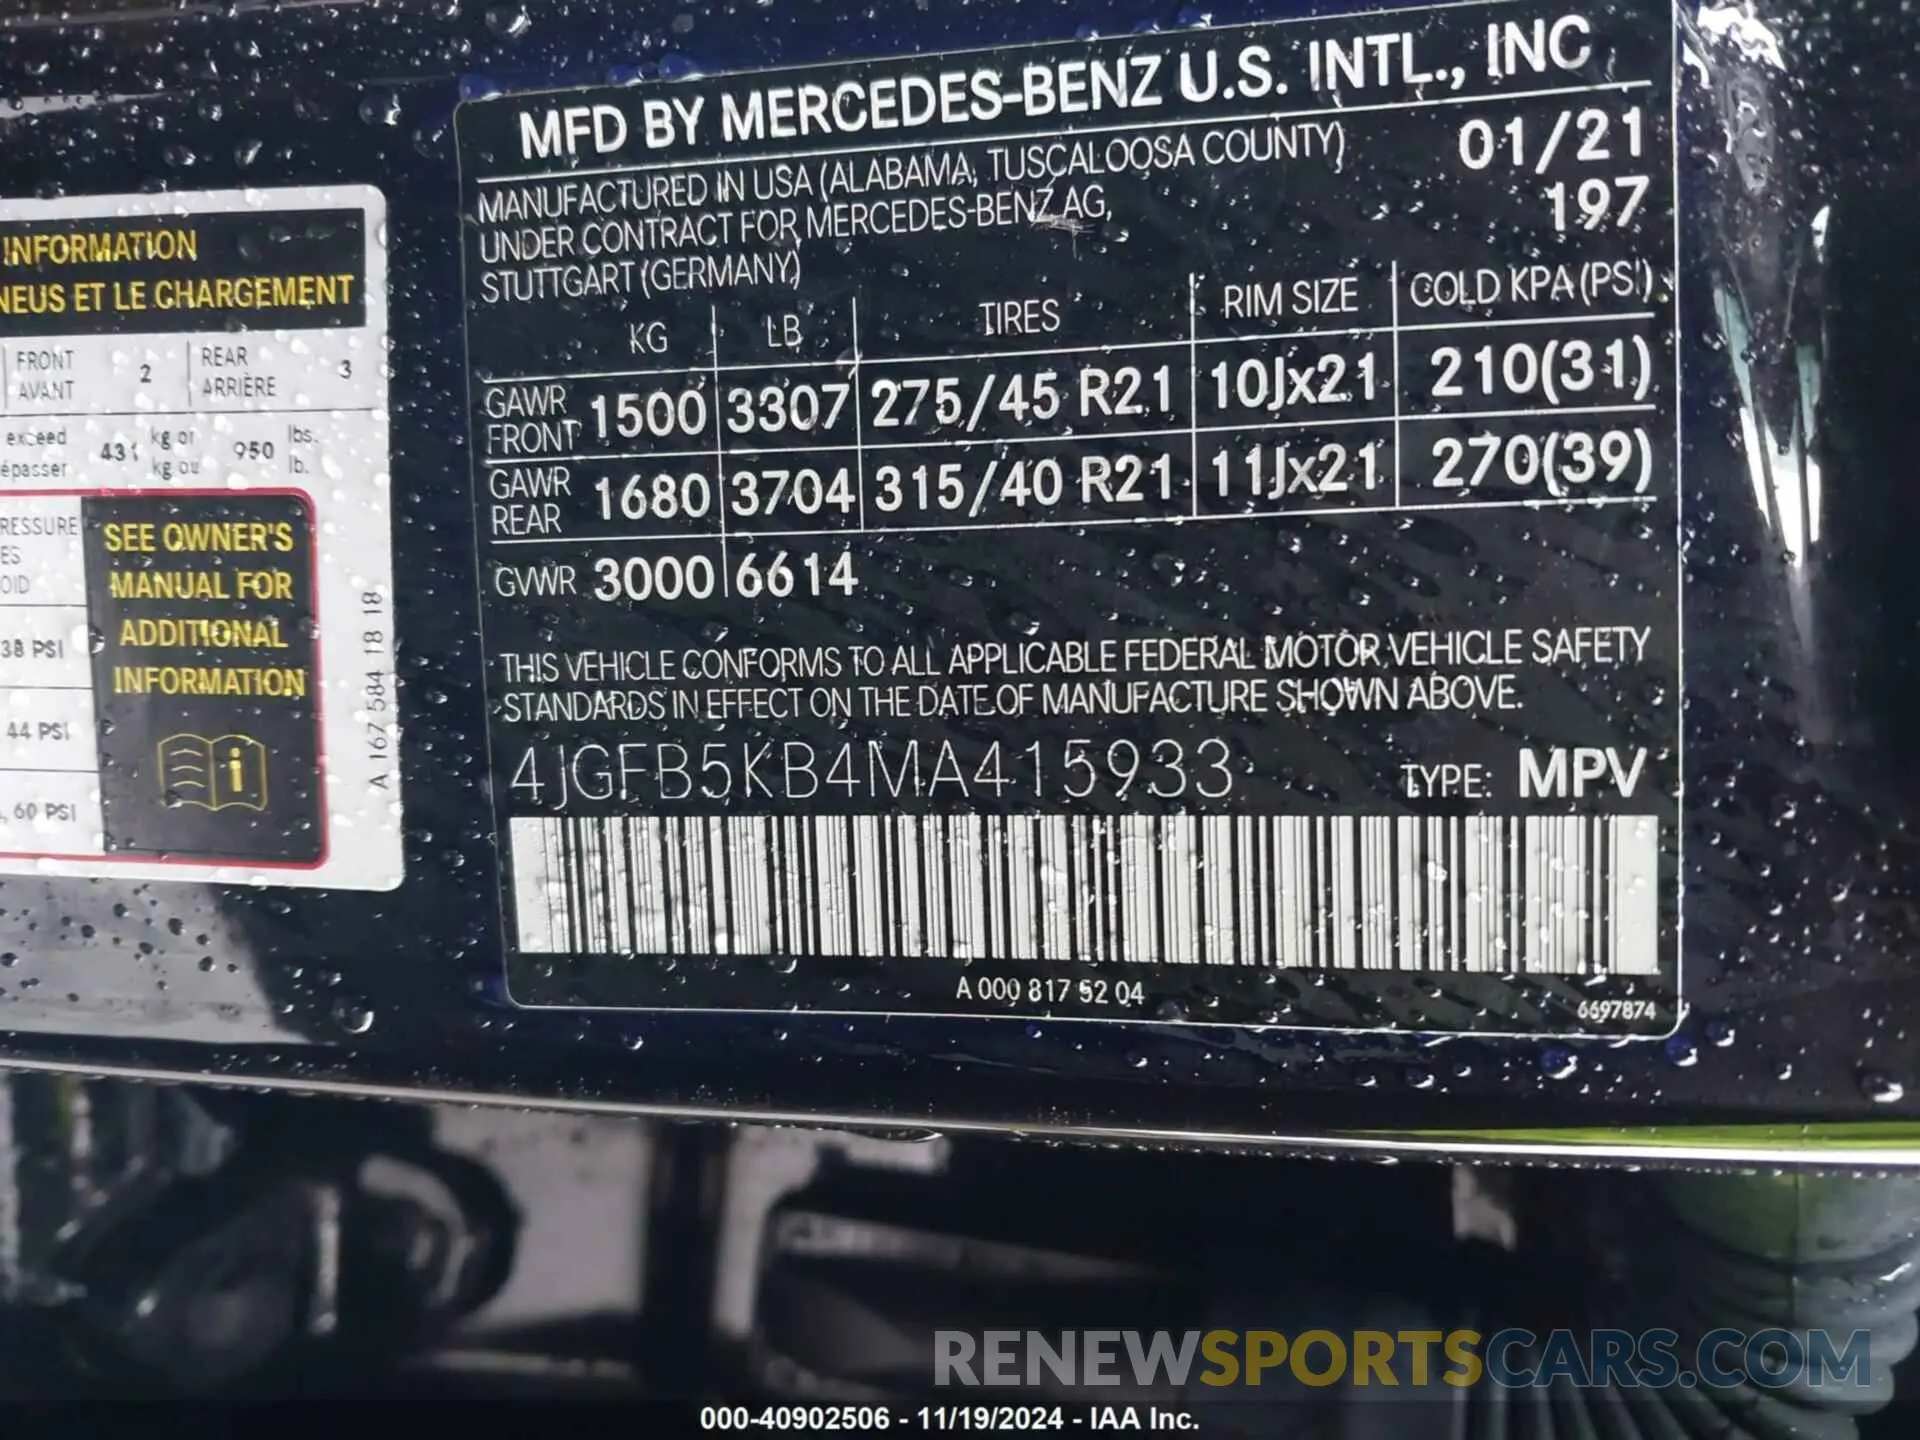 INFORMATION
NEUS ET LE CHARGEMENT
FRONT
AVANT
2
REAR
ARRIÈRE
3
exceed
épasser
431
kg or
kg ou
950
lbs.
lb.
RESSURE
ES
OID
38 PSI
44 PSI
, 60 PSI
SEE OWNER'S
MANUAL FOR
ADDITIONAL
INFORMATION
i
A 167 584 18 18
MFD BY MERCEDES-BENZ U.S. INTL., INC
MANUFACTURED IN USA (ALABAMA, TUSCALOOSA COUNTY)
UNDER CONTRACT FOR MERCEDES-BENZ AG,
STUTTGART (GERMANY)
01/21
197
KG LB TIRES RIM SIZE COLD KPA (PSI)
GAWR FRONT 1500 3307 275/45 R21 10Jx21 210(31)
GAWR REAR 1680 3704 315/40 R21 11Jx21 270(39)
GVWR 3000 6614
THIS VEHICLE CONFORMS TO ALL APPLICABLE FEDERAL MOTOR VEHICLE SAFETY
STANDARDS IN EFFECT ON THE DATE OF MANUFACTURE SHOWN ABOVE.
4JGFB5KB4MA415933 TYPE: MPV
A 000 817 52 04
6697874
RENEWSPORTSCARS.COM
000-40902506 - 11/19/2024 - IAA Inc.